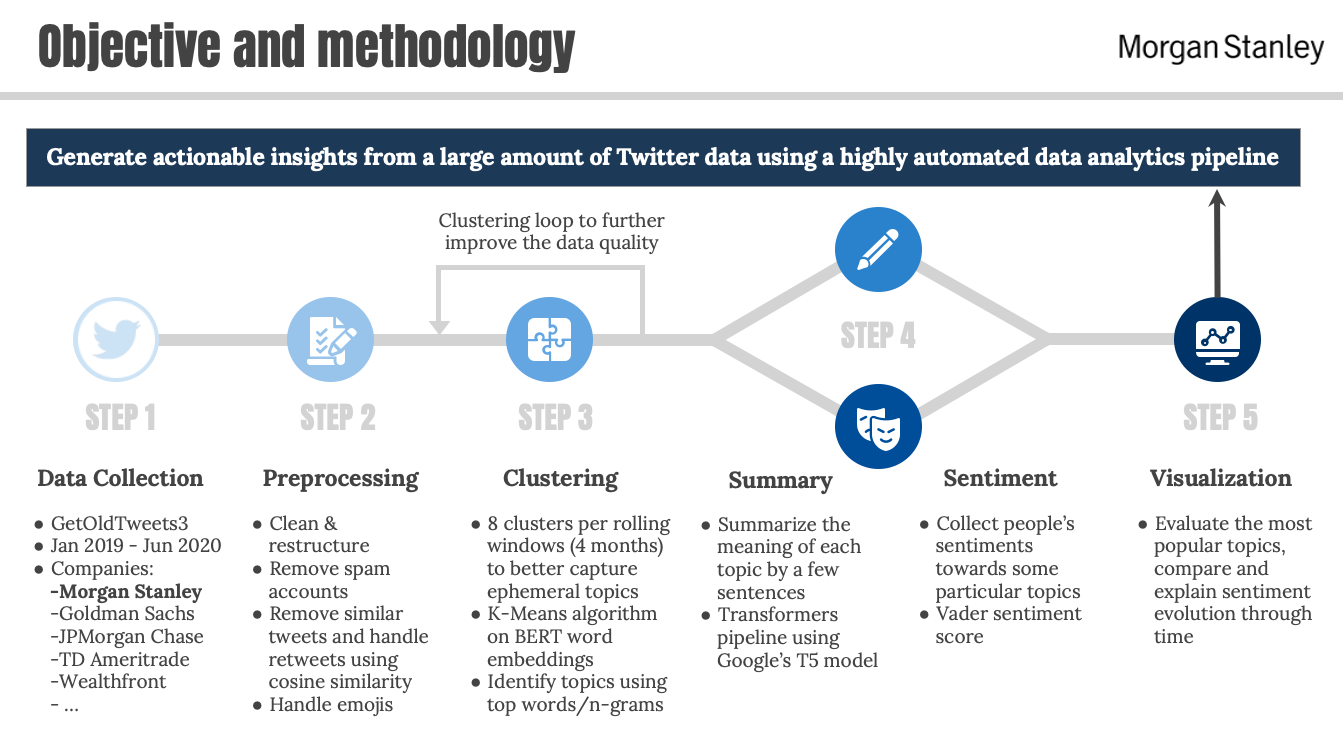 Objective and methodology
Morgan Stanley
Generate actionable insights from a large amount of Twitter data using a highly automated data analytics pipeline
Clustering loop to further
improve the data quality
STEP 1
STEP 2
STEP 3
STEP 4
STEP 5
Data Collection
● GetOldTweets3
● Jan 2019 - Jun 2020
● Companies:
-Morgan Stanley
-Goldman Sachs
-JPMorgan Chase
-TD Ameritrade
-Wealthfront
- ...
Preprocessing
● Clean &
restructure
● Remove spam
accounts
● Remove similar
tweets and handle
retweets using
cosine similarity
● Handle emojis
Clustering
● 8 clusters per rolling
windows (4 months)
to better capture
ephemeral topics
● K-Means algorithm
on BERT word
embeddings
● Identify topics using
top words/n-grams
Summary
● Summarize the
meaning of each
topic by a few
sentences
● Transformers
pipeline using
Google's T5 model
Sentiment
● Collect people's
sentiments
towards some
particular topics
● Vader sentiment
score
Visualization
● Evaluate the most
popular topics,
compare and
explain sentiment
evolution through
time